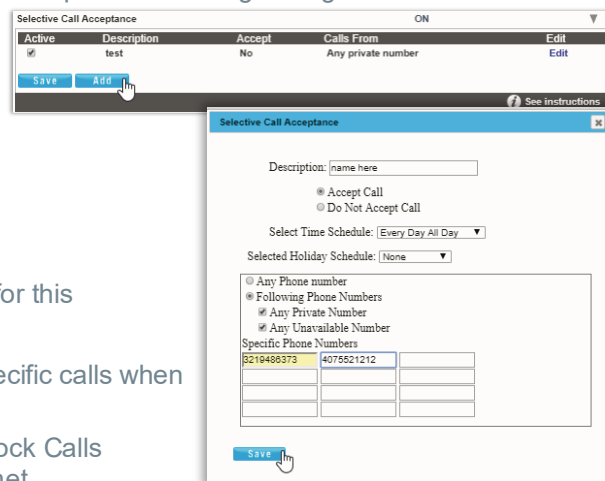 Selective Call Acceptance ON ▼
Active Description Accept Calls From Edit
test No Any private number Edit
Save Add
See instructions
Selective Call Acceptance x
Description: name here
Accept Call
Do Not Accept Call
Select Time Schedule: Every Day All Day ▼
Selected Holiday Schedule: None ▼
Any Phone number
Following Phone Numbers
Any Private Number
Any Unavailable Number
Specific Phone Numbers
3219486373 4075521212
Save
for this
ecific calls when
ock Calls